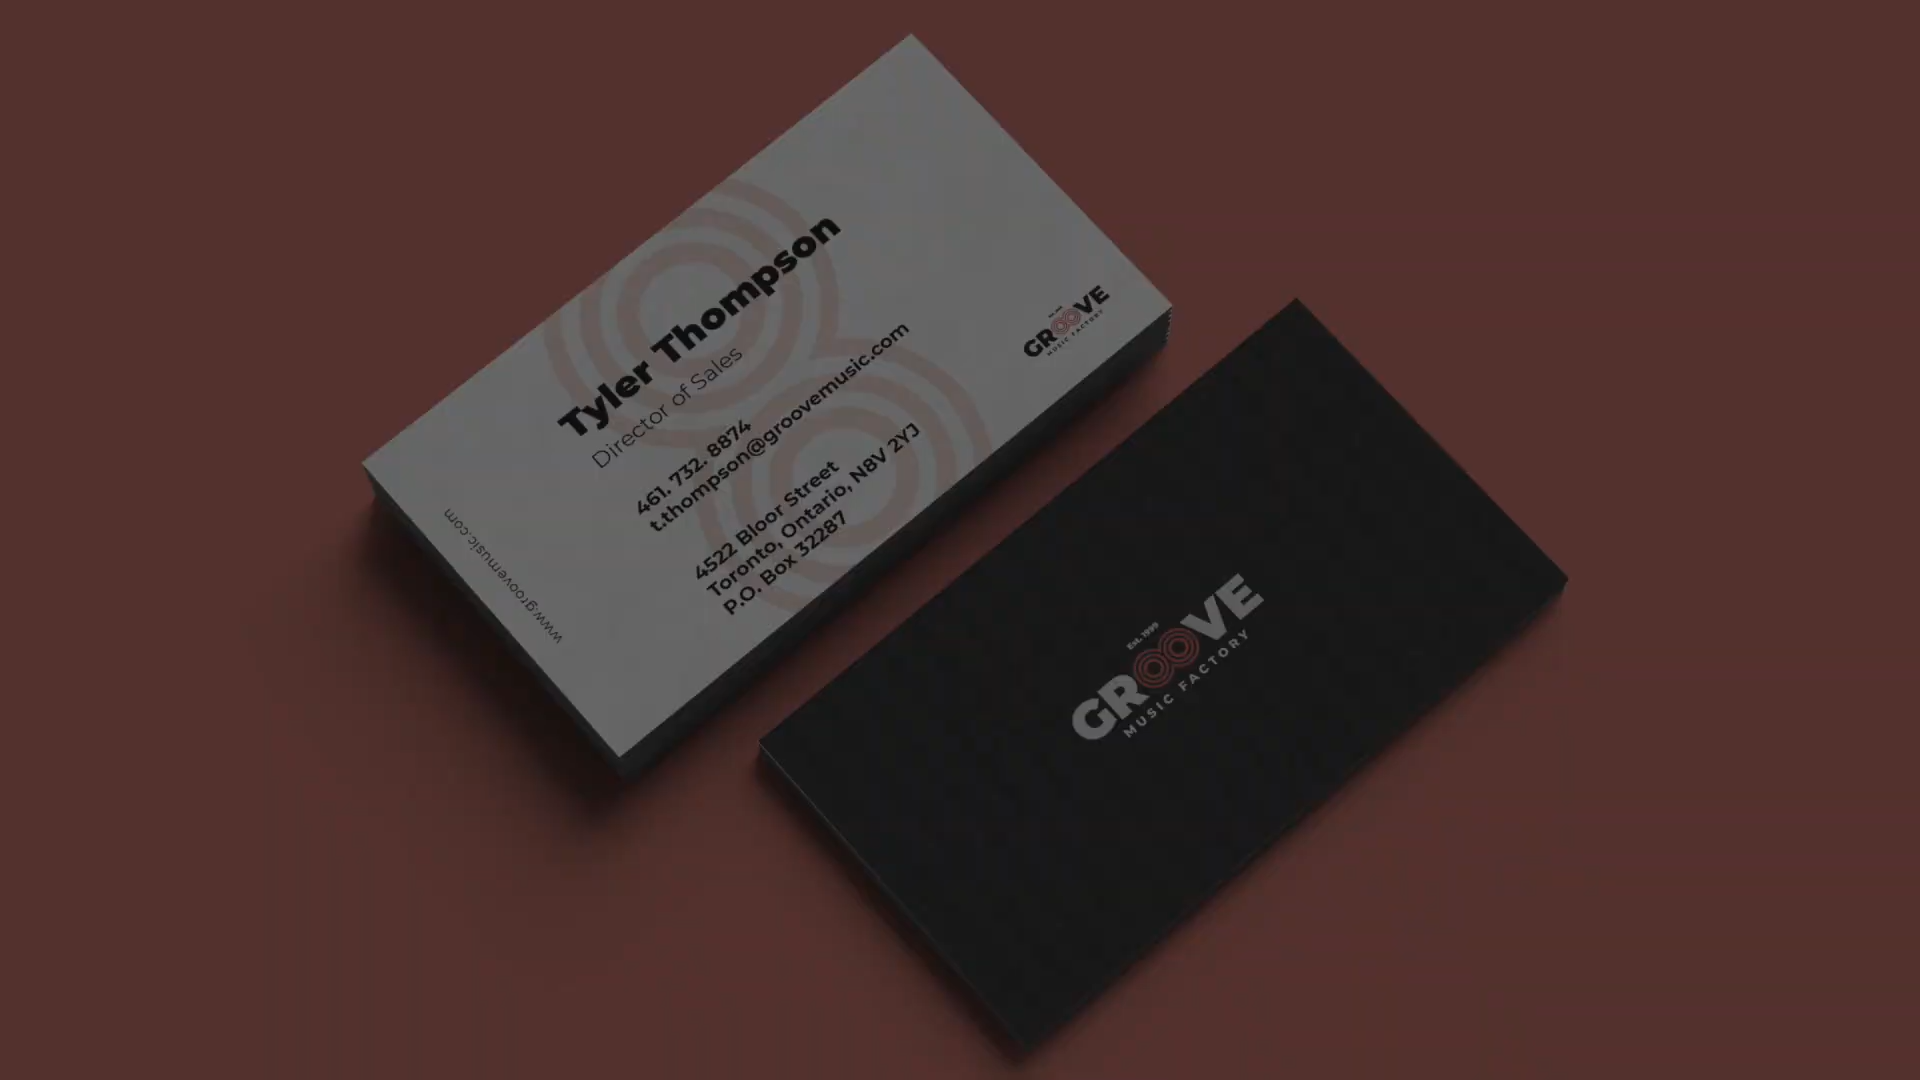 Tyler Thompson
Director of Sales
461. 732. 8874
t.thompson@groovemusic.com
4522 Bloor Street
Toronto, Ontario, N8V 2YJ
P.O. Box 32287
www.groovemusic.com
GROOVE
MUSIC FACTORY
Est. 1999
GROOVE
MUSIC FACTORY